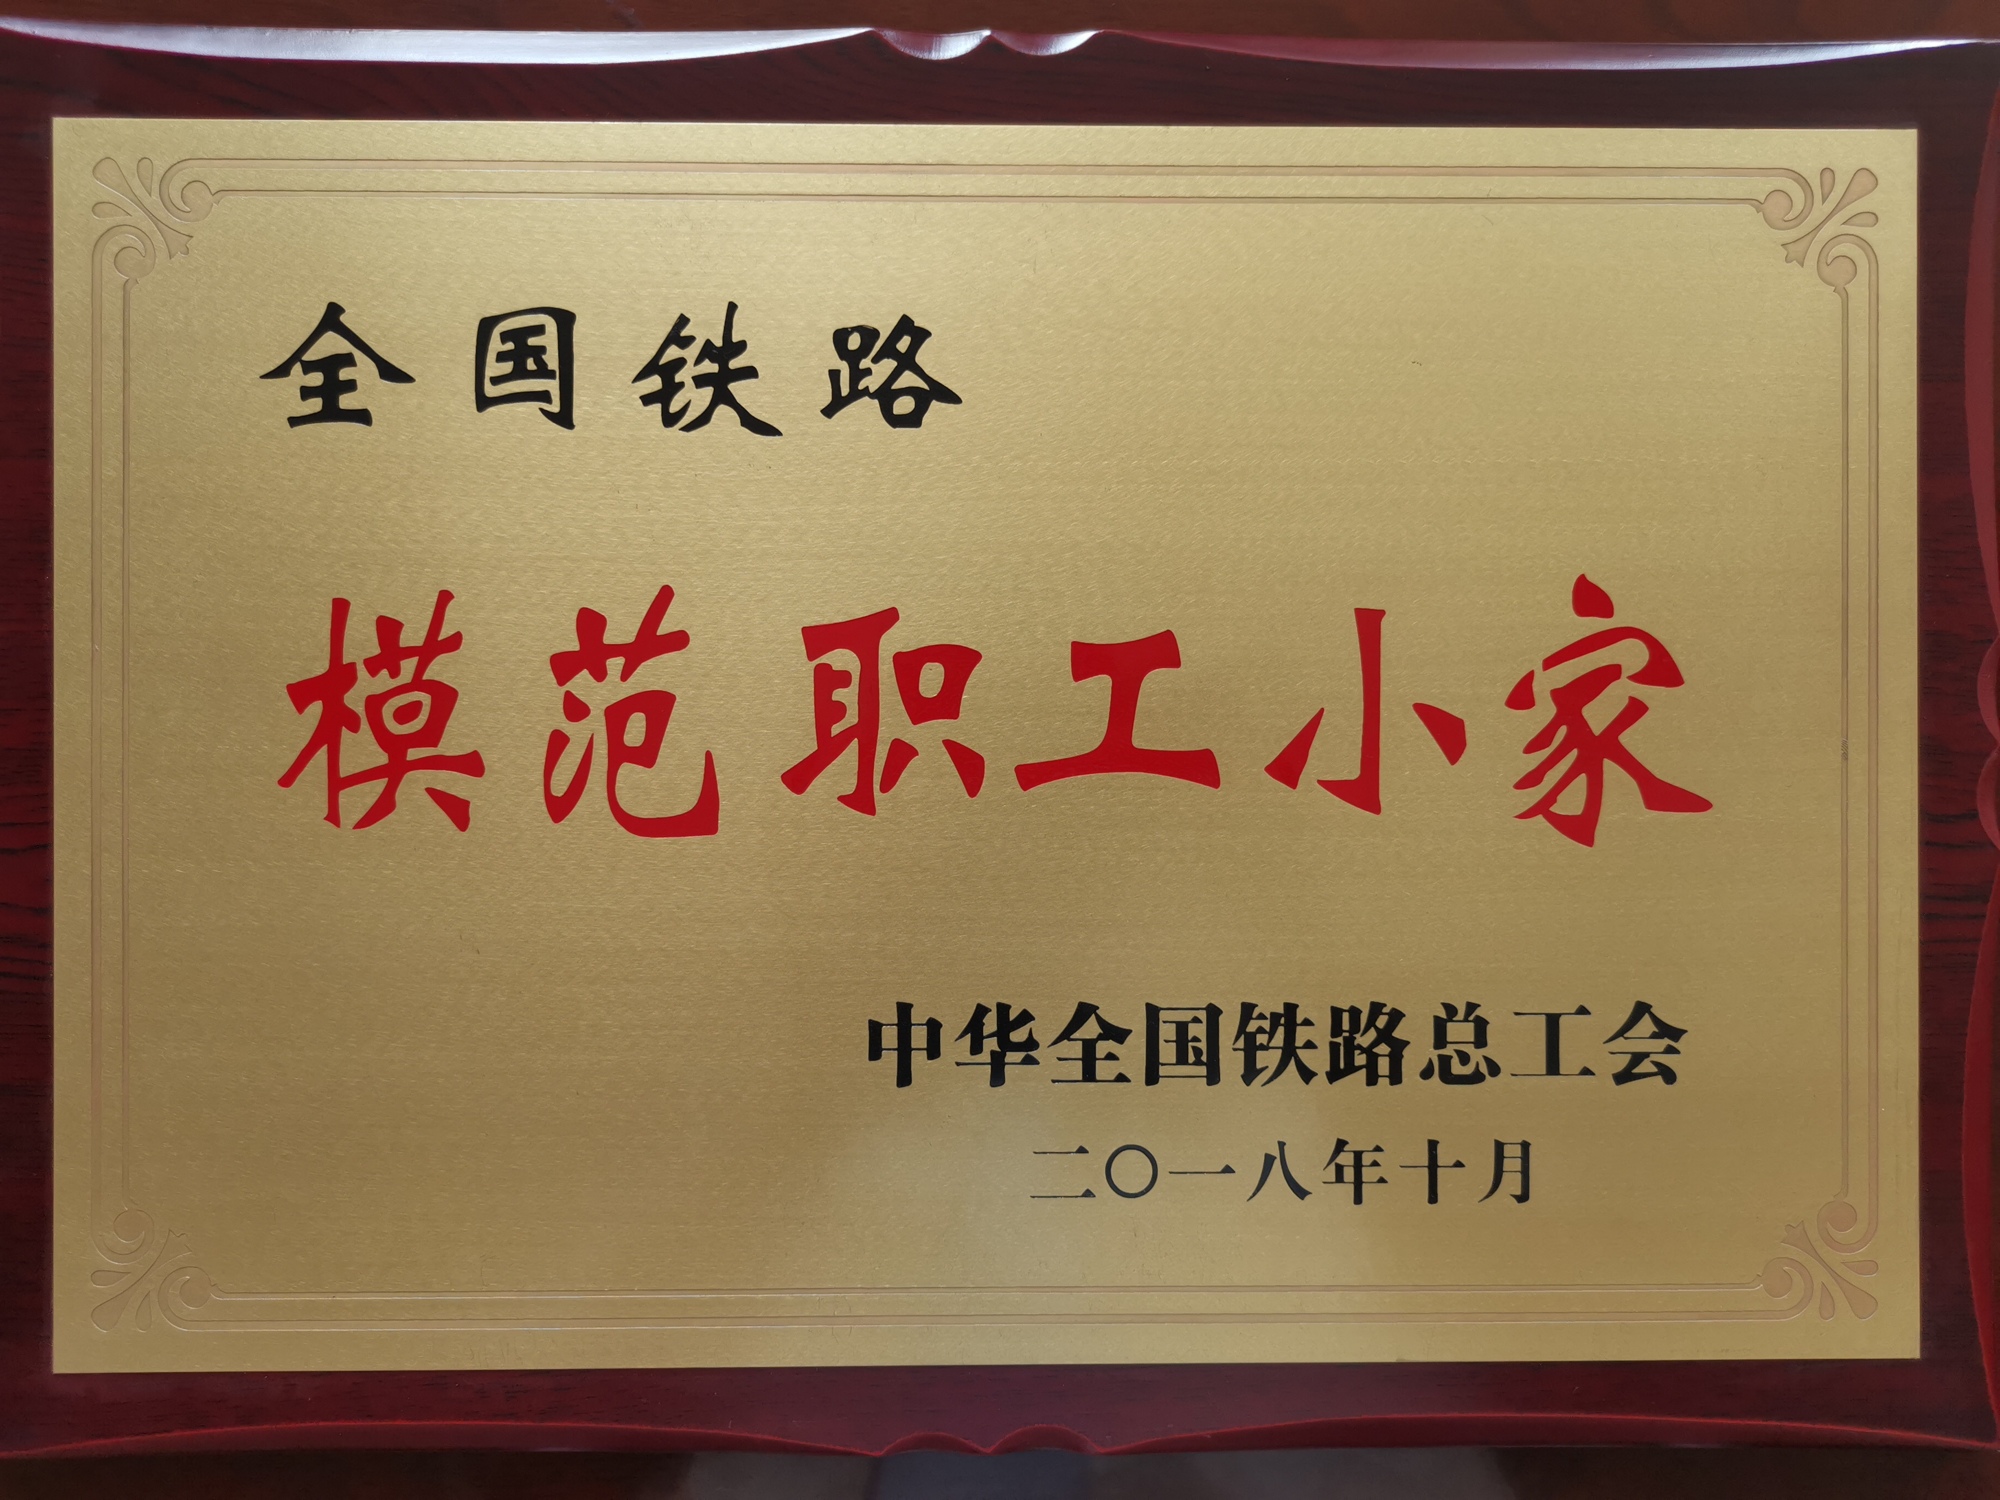 全国铁路
模范职工小家
中华全国铁路总工会
二〇一八年十月